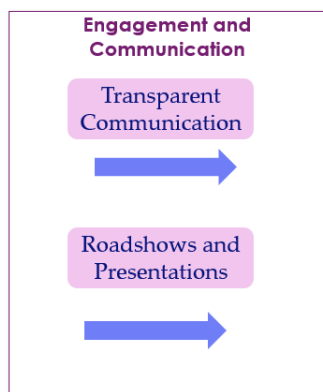 Engagement and
Communication
Transparent
Communication
Roadshows and
Presentations